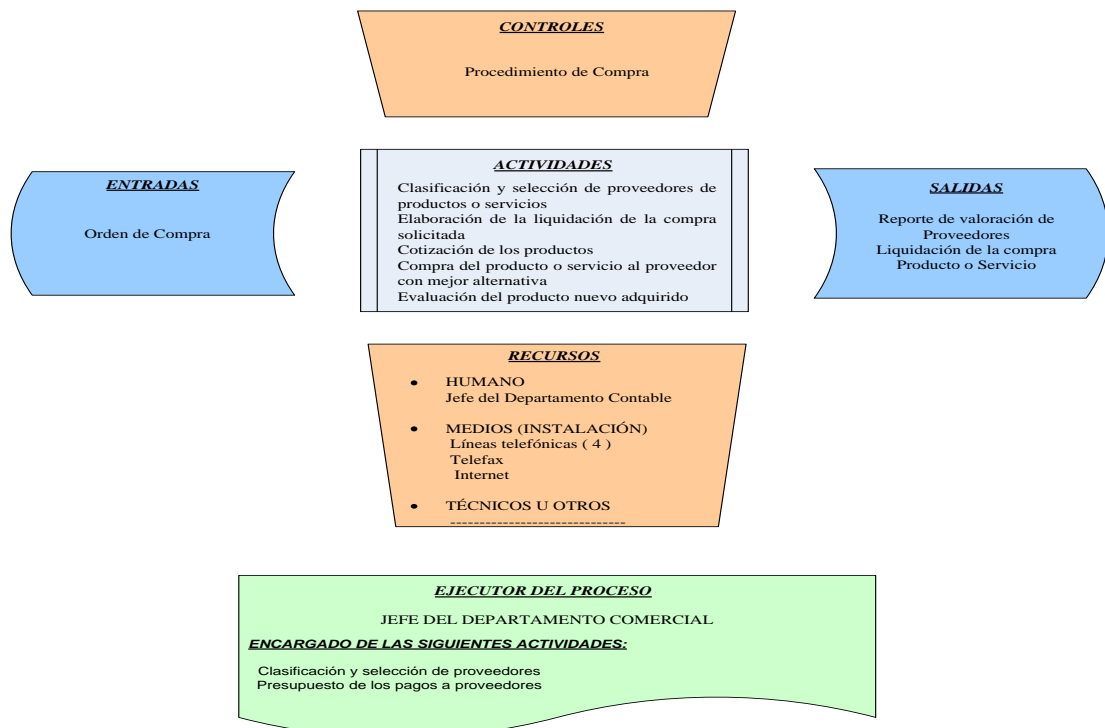 CONTROLES
Procedimiento de Compra
ENTRADAS
Orden de Compra
ACTIVIDADES
Clasificación y selección de proveedores de
productos o servicios
Elaboración de la liquidación de la compra
solicitada
Cotización de los productos
Compra del producto o servicio al proveedor
con mejor alternativa
Evaluación del producto nuevo adquirido
SALIDAS
Reporte de valoración de
Proveedores
Liquidación de la compra
Producto o Servicio
RECURSOS
• HUMANO
Jefe del Departamento Contable
• MEDIOS (INSTALACIÓN)
Líneas telefónicas ( 4 )
Telefax
Internet
• TÉCNICOS U OTROS
------------------------------
EJECUTOR DEL PROCESO
JEFE DEL DEPARTAMENTO COMERCIAL
ENCARGADO DE LAS SIGUIENTES ACTIVIDADES:
Clasificación y selección de proveedores
Presupuesto de los pagos a proveedores